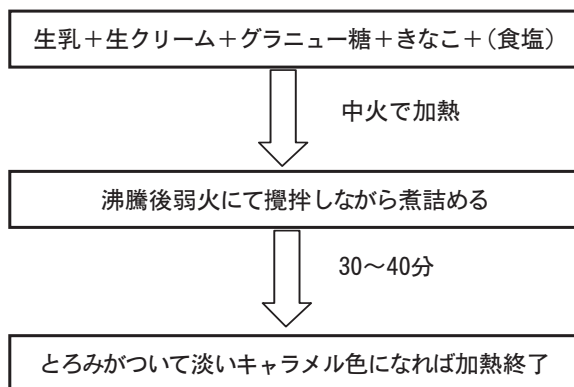 生乳＋生クリーム＋グラニュー糖＋きなこ＋（食塩）
中火で加熱
沸騰後弱火にて攪拌しながら煮詰める
30～40分
とろみがついて淡いキャラメル色になれば加熱終了